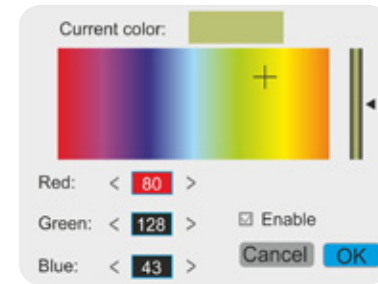 Current color:
Red: < 80 >
Green: < 128 >
Enable
Blue: < 43 >
Cancel OK